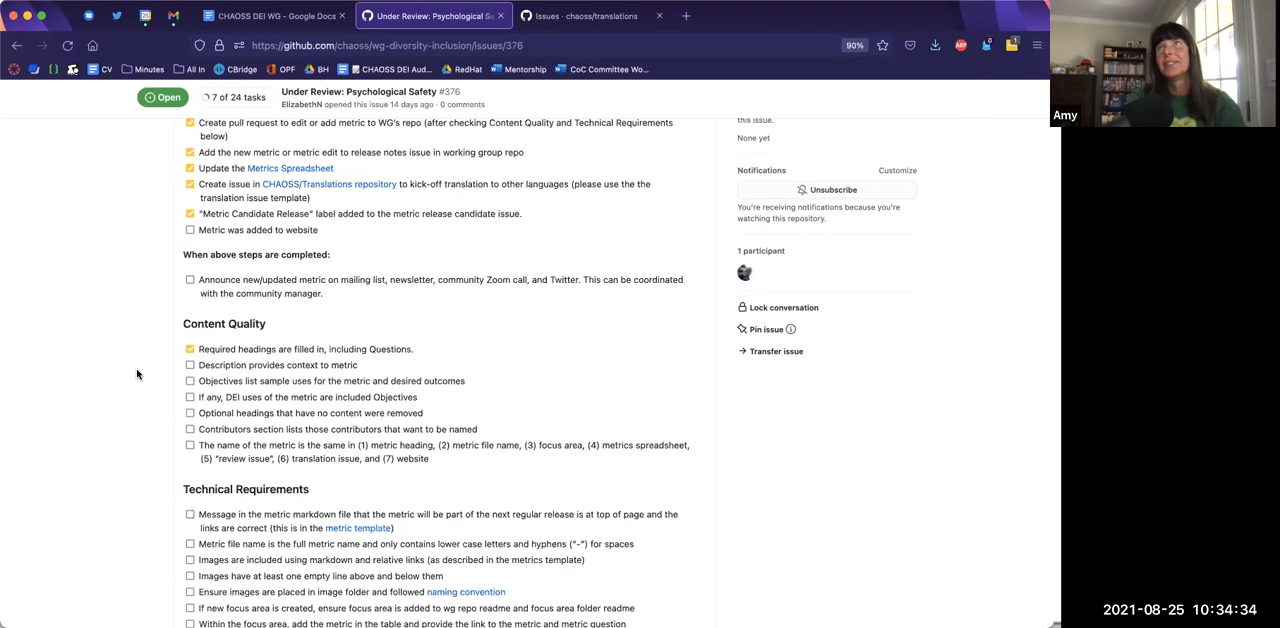 CHAOSS DEI WG - Google Docs
Under Review: Psychological Sa
Issues · chaoss/translations
https://github.com/chaoss/wg-diversity-inclusion/issues/376
90%
CV
Minutes
All In
CBridge
OPF
BH
CHAOSS DEI Aud...
RedHat
Mentorship
CoC Committee Wo...
Amy
Open
7 of 24 tasks
Under Review: Psychological Safety #376
ElizabethN opened this issue 14 days ago · 0 comments
Create pull request to edit or add metric to WG's repo (after checking Content Quality and Technical Requirements
below)
Add the new metric or metric edit to release notes issue in working group repo
Update the Metrics Spreadsheet
Create issue in CHAOSS/Translations repository to kick-off translation to other languages (please use the the
translation issue template)
"Metric Candidate Release" label added to the metric release candidate issue.
Metric was added to website
When above steps are completed:
Announce new/updated metric on mailing list, newsletter, community Zoom call, and Twitter. This can be coordinated
with the community manager.
Content Quality
Required headings are filled in, including Questions.
Description provides context to metric
Objectives list sample uses for the metric and desired outcomes
If any, DEI uses of the metric are included Objectives
Optional headings that have no content were removed
Contributors section lists those contributors that want to be named
The name of the metric is the same in (1) metric heading, (2) metric file name, (3) focus area, (4) metrics spreadsheet,
(5) "review issue", (6) translation issue, and (7) website
Technical Requirements
Message in the metric markdown file that the metric will be part of the next regular release is at top of page and the
links are correct (this is in the metric template)
Metric file name is the full metric name and only contains lower case letters and hyphens ("-") for spaces
Images are included using markdown and relative links (as described in the metrics template)
Images have at least one empty line above and below them
Ensure images are placed in image folder and followed naming convention
If new focus area is created, ensure focus area is added to wg repo readme and focus area folder readme
Within the focus area, add the metric in the table and provide the link to the metric and metric question
this issue.
None yet
Notifications
Customize
Unsubscribe
You're receiving notifications because you're
watching this repository.
1 participant
Lock conversation
Pin issue
Transfer issue
2021-08-25 10:34:34